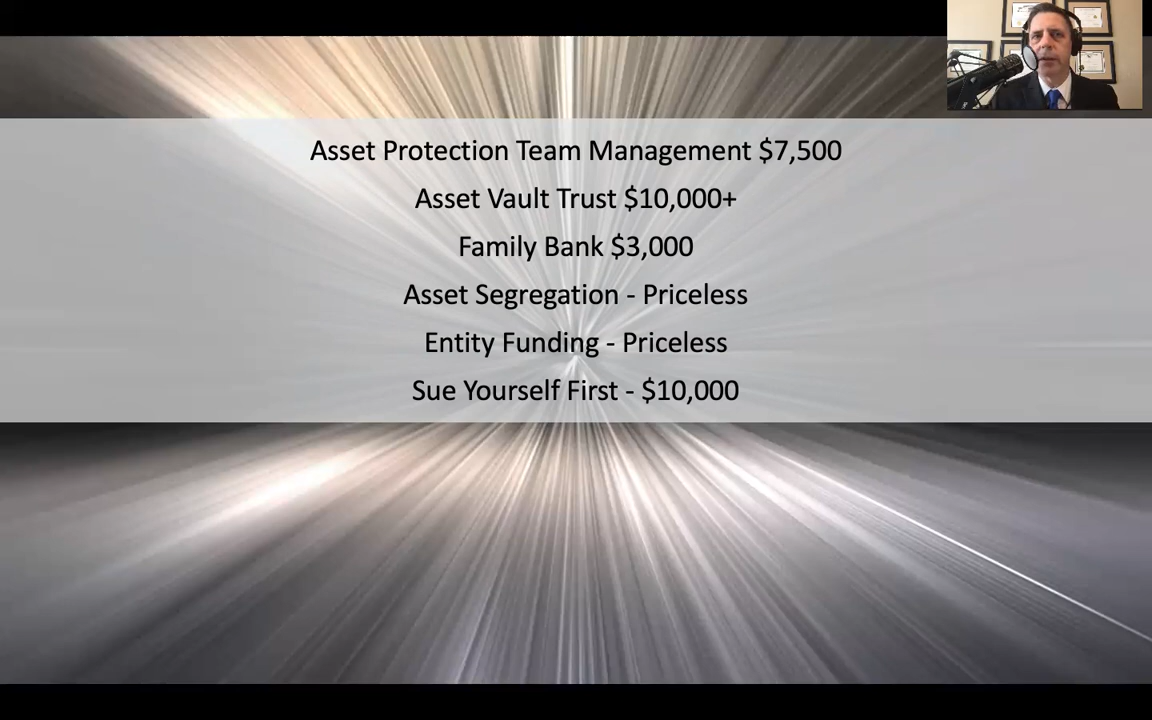 Asset Protection Team Management $7,500
Asset Vault Trust $10,000+
Family Bank $3,000
Asset Segregation - Priceless
Entity Funding - Priceless
Sue Yourself First - $10,000